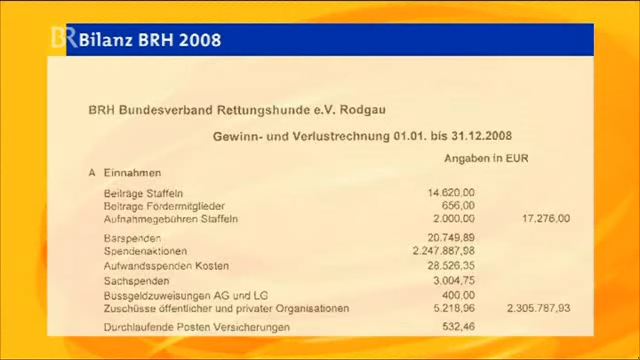 BR Bilanz BRH 2008
BRH Bundesverband Rettungshunde e.V. Rodgau
Gewinn- und Verlustrechnung 01.01. bis 31.12.2008
Angaben in EUR
A Einnahmen
Beiträge Staffeln 14.620,00
Beiträge Fördermitglieder 656,00
Aufnahmegebühren Staffeln 2.000,00 17.276,00
Barspenden 20.749,89
Spendenaktionen 2.247.887,98
Aufwandsspenden Kosten 28.526,35
Sachspenden 3.004,75
Bussgeldzuweisungen AG und LG 400,00
Zuschüsse öffentlicher und privater Organisationen 5.218,96 2.305.787,93
Durchlaufende Posten Versicherungen 532,46